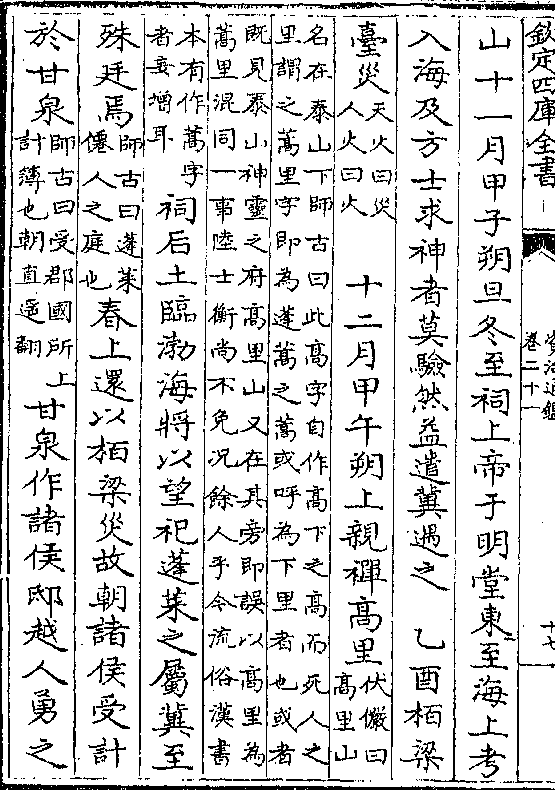 欽定四庫全書
資治通鑑
卷二十一
十七
山十一月甲子朔旦冬至祠上帝于明堂東至海上考
入海及方士求神者莫驗然益遣冀遇之　乙酉栢梁
臺災天火曰災
人火曰火　十二月甲午朔上親禪高里伏儼曰
高里山
名在泰山下師古曰此高字自作高下之高而死人之
里謂之蒿里字即為蓬蒿之蒿或呼為下里者也或者
既見泰山神靈之府高里山又在其旁即誤以高里為
蒿里混同一事陸士衡尚不免況餘人乎今流俗漢書
本有作蒿字
者妄增耳　祠后土臨渤海將以望祀蓬萊之屬冀至
殊廷焉師古曰蓬萊
僊人之庭也　春上還以栢梁災故朝諸侯受計
於甘泉師古曰受郡國所上
計簿也朝直遥翻　甘泉作諸侯邸越人勇之